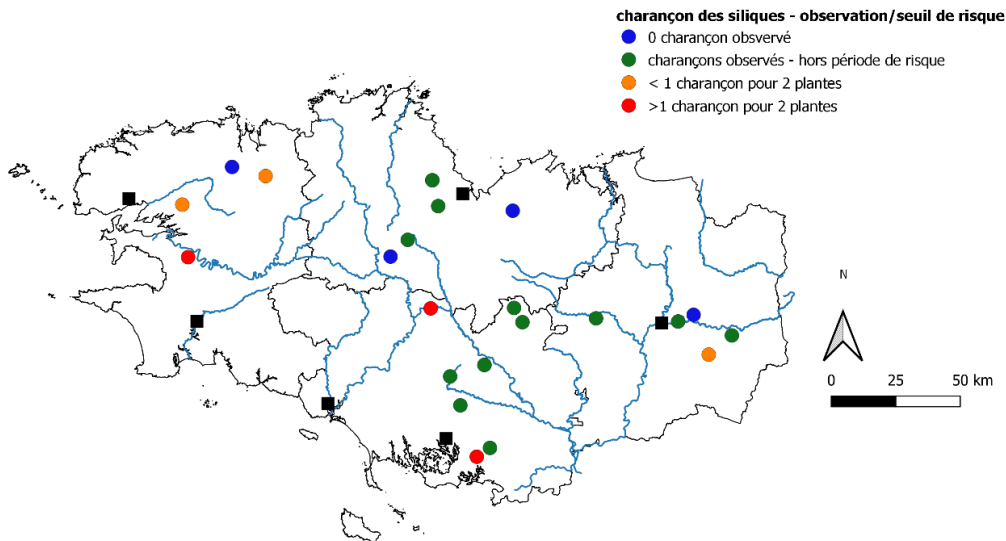 charançon des siliques - observation/seuil de risque
0 charançon obsvervé
charançons observés - hors période de risque
< 1 charançon pour 2 plantes
>1 charançon pour 2 plantes
N
0 25 50 km